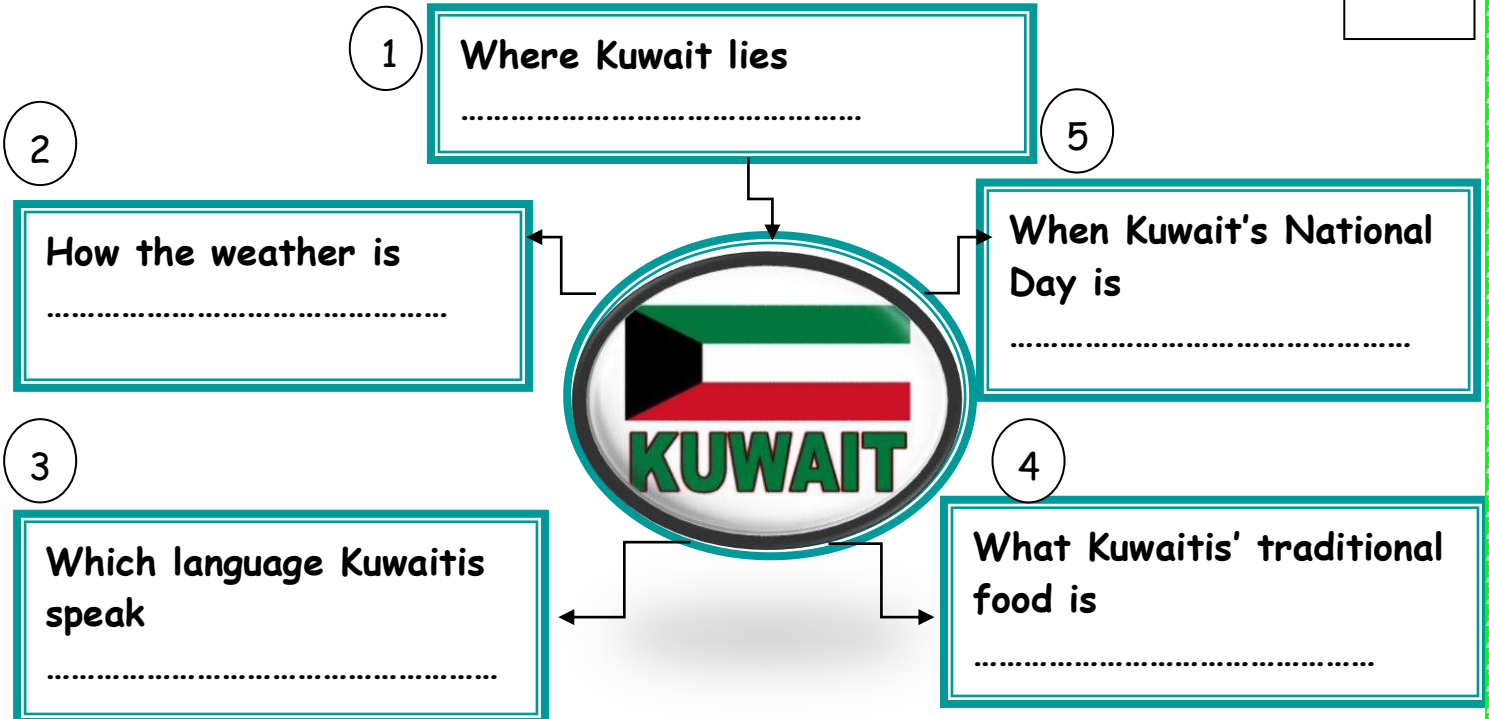 1
Where Kuwait lies
………………………………………
2
How the weather is
………………………………………
3
Which language Kuwaitis
speak
……………………………………………
4
What Kuwaitis’ traditional
food is
………………………………………
5
When Kuwait’s National
Day is
………………………………………
KUWAIT